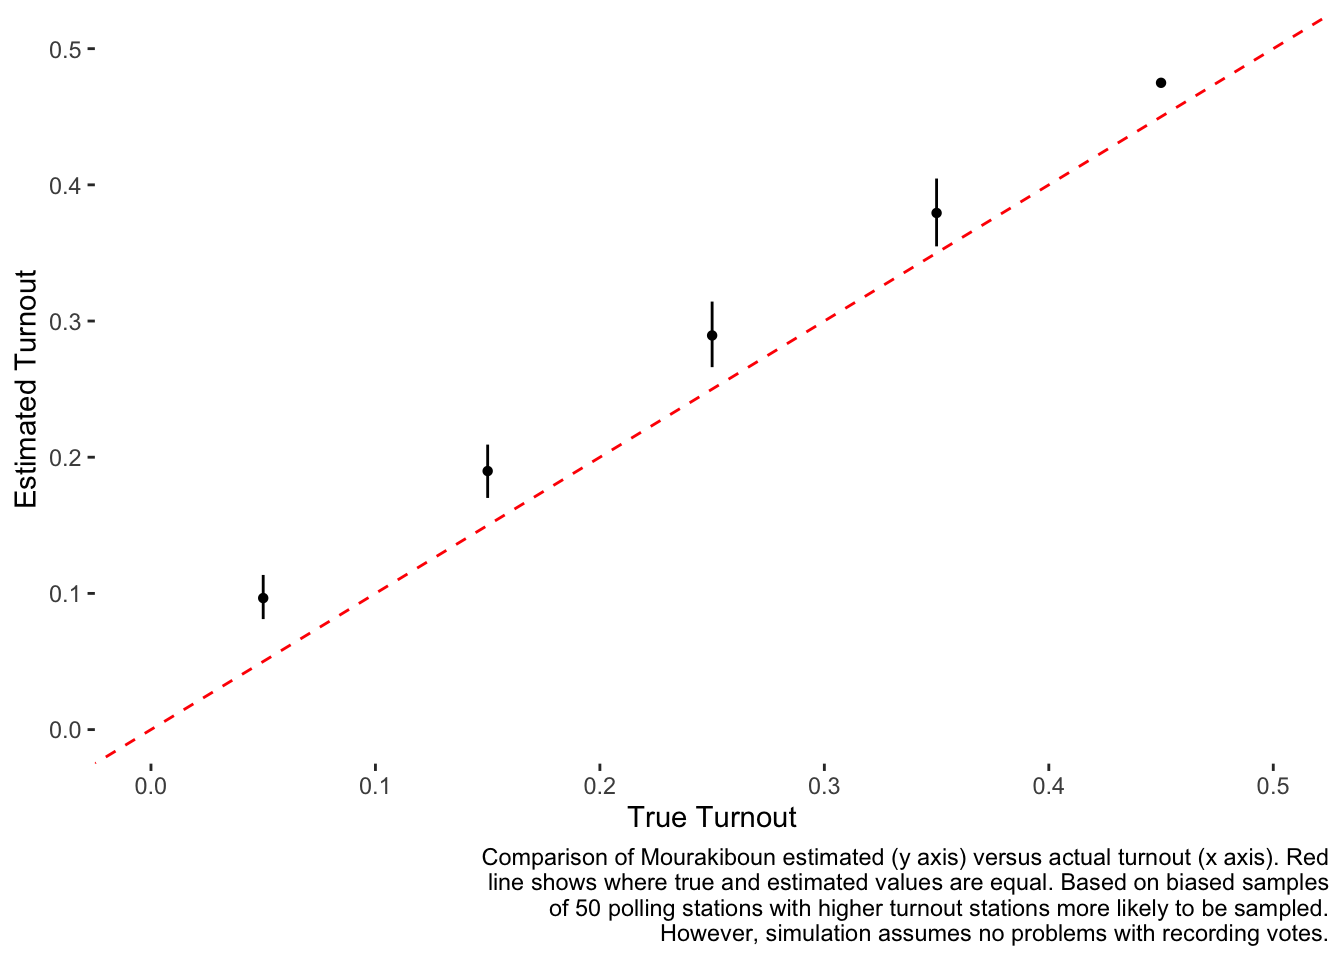 Estimated Turnout
0.5
0.4
0.3
0.2
0.1
0.0
0.0 0.1 0.2 0.3 0.4 0.5
True Turnout
Comparison of Mourakiboun estimated (y axis) versus actual turnout (x axis). Red
line shows where true and estimated values are equal. Based on biased samples
of 50 polling stations with higher turnout stations more likely to be sampled.
However, simulation assumes no problems with recording votes.